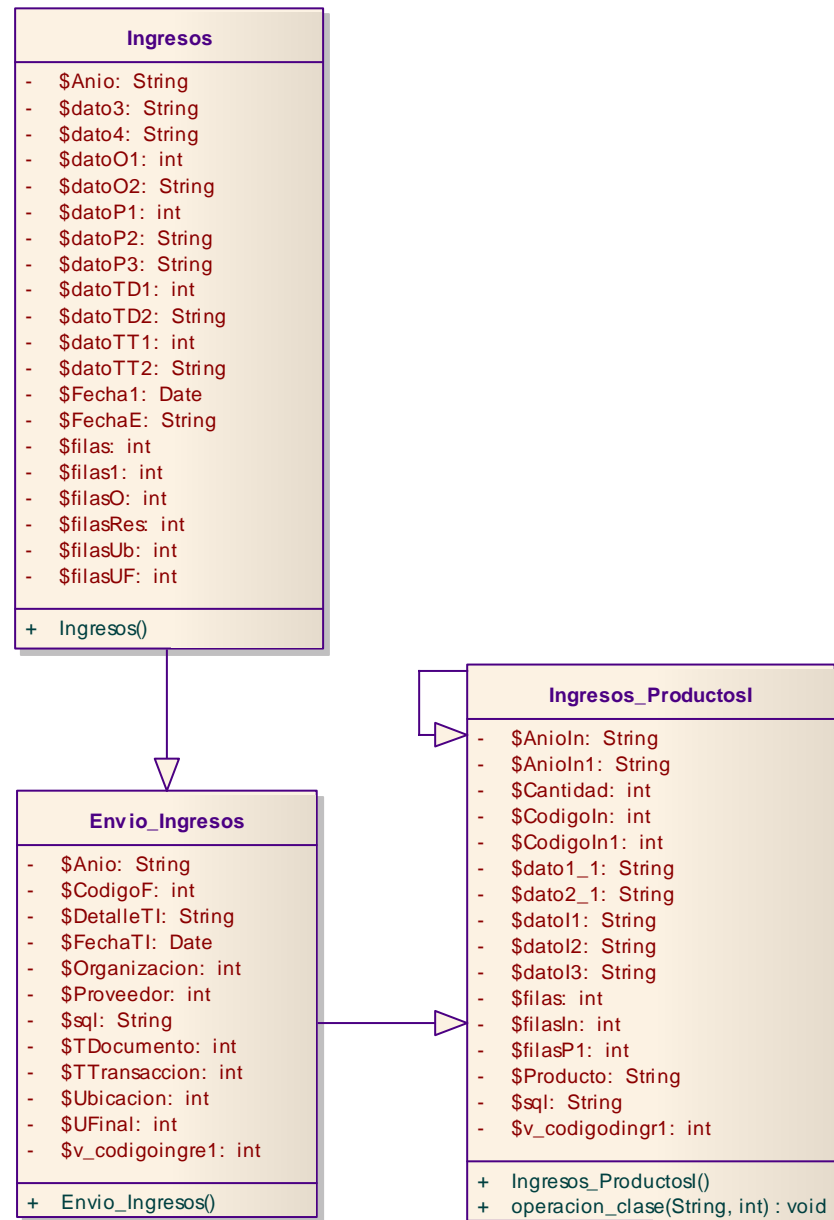 Ingresos
- $Anio: String
- $dato3: String
- $dato4: String
- $datoO1: int
- $datoO2: String
- $datoP1: int
- $datoP2: String
- $datoP3: String
- $datoTD1: int
- $datoTD2: String
- $datoTT1: int
- $datoTT2: String
- $Fecha1: Date
- $FechaE: String
- $filas: int
- $filas1: int
- $filasO: int
- $filasRes: int
- $filasUb: int
- $filasUF: int
+ Ingresos()
Envio_Ingresos
- $Anio: String
- $CodigoF: int
- $DetalleTI: String
- $FechaTI: Date
- $Organizacion: int
- $Proveedor: int
- $sql: String
- $TDocumento: int
- $TTransaccion: int
- $Ubicacion: int
- $UFinal: int
- $v_codigoingre1: int
+ Envio_Ingresos()
Ingresos_ProductosI
- $AnioIn: String
- $AnioIn1: String
- $Cantidad: int
- $CodigoIn: int
- $CodigoIn1: int
- $dato1_1: String
- $dato2_1: String
- $datoI1: String
- $datoI2: String
- $datoI3: String
- $filas: int
- $filasIn: int
- $filasP1: int
- $Producto: String
- $sql: String
- $v_codigodingr1: int
+ Ingresos_ProductosI()
+ operacion_clase(String, int) : void